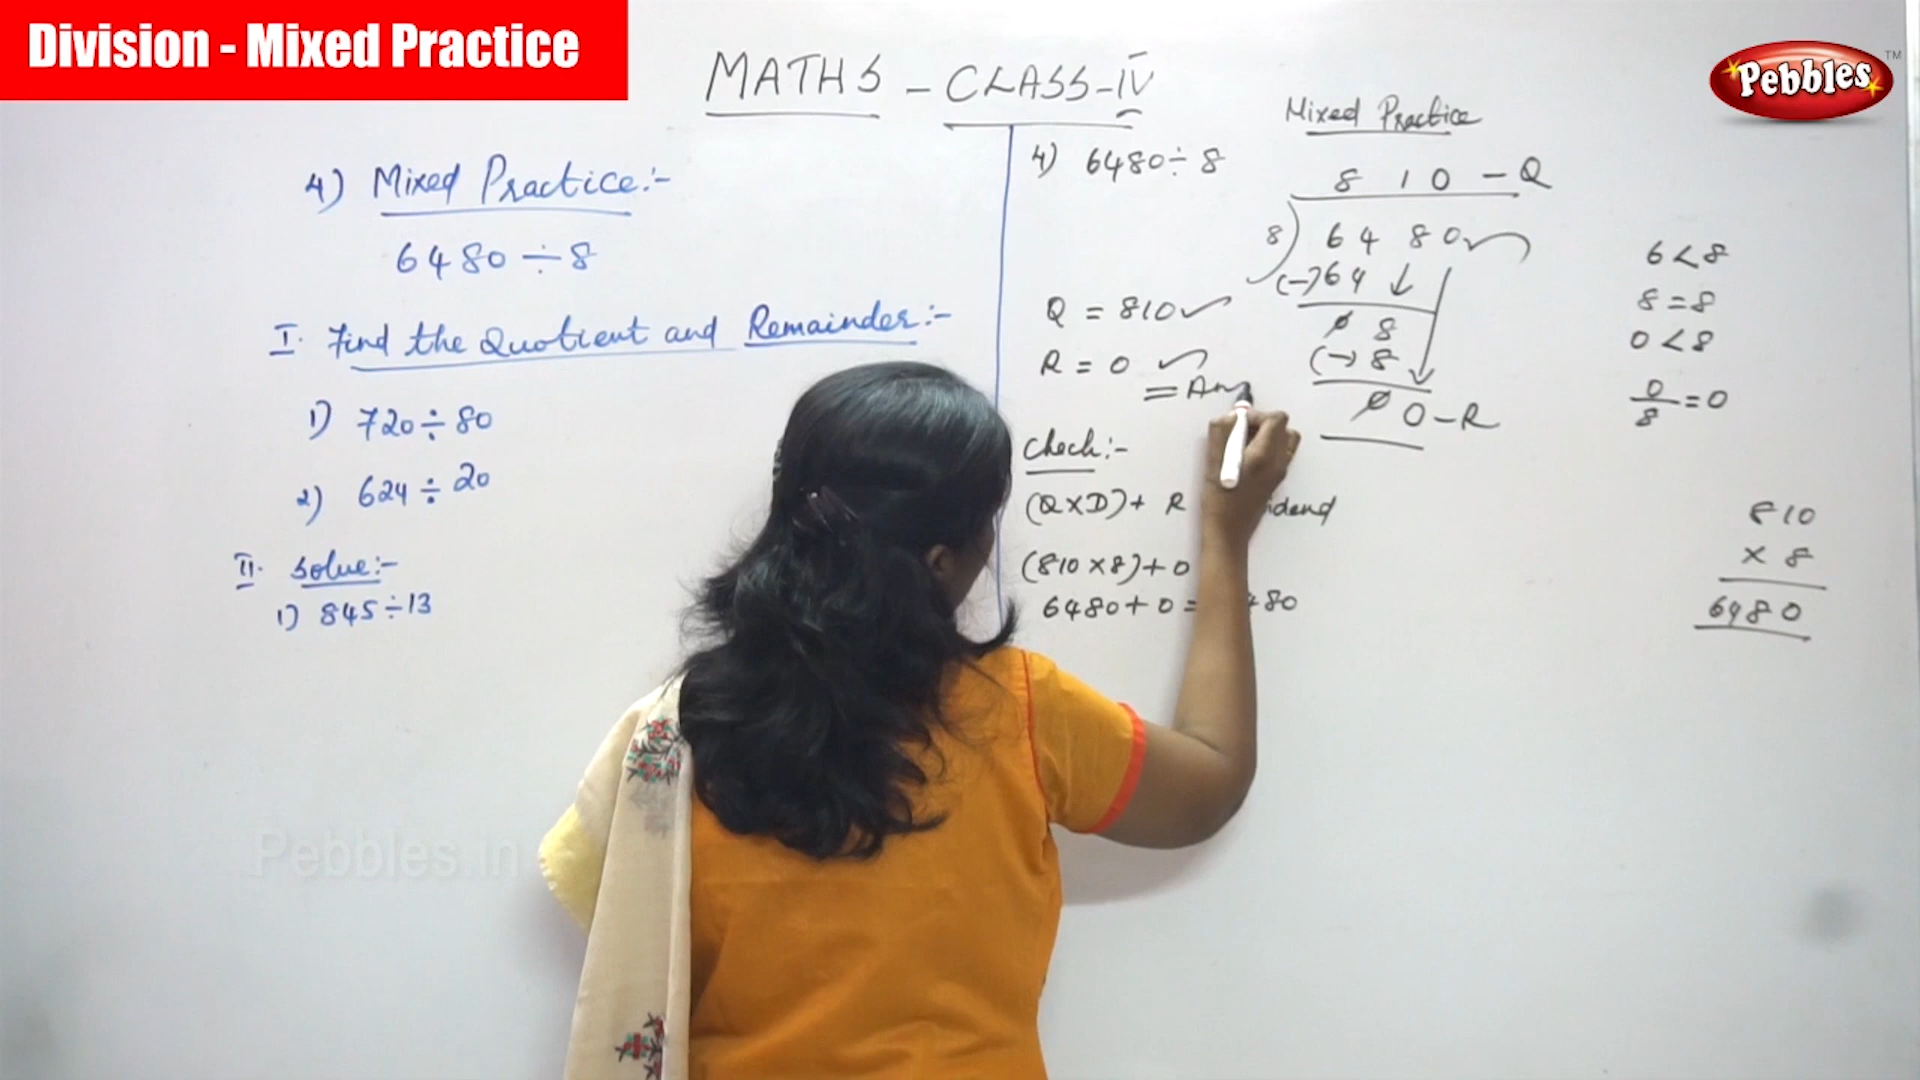 Division - Mixed Practice
Pebbles™
MATHS - CLASS-IV
4) Mixed Practice:-
6480 ÷ 8
I. Find the Quotient and Remainder:-
1) 720 ÷ 80
2) 624 ÷ 20
II. Solve:-
1) 845 ÷ 13
Mixed Practice
4) 6480 ÷ 8
8 1 0 - Q
8) 6 4 8 0
(-) 6 4
0 8
(-) 8
0 0 - R
Q = 810 ✓
R = 0 ✓
= An
Check:-
(Q X D) + R
(810 X 8) + 0
6480 + 0 =
6 < 8
8 = 8
0 < 8
0/8 = 0
810
X 8
6480
Pebbles.in